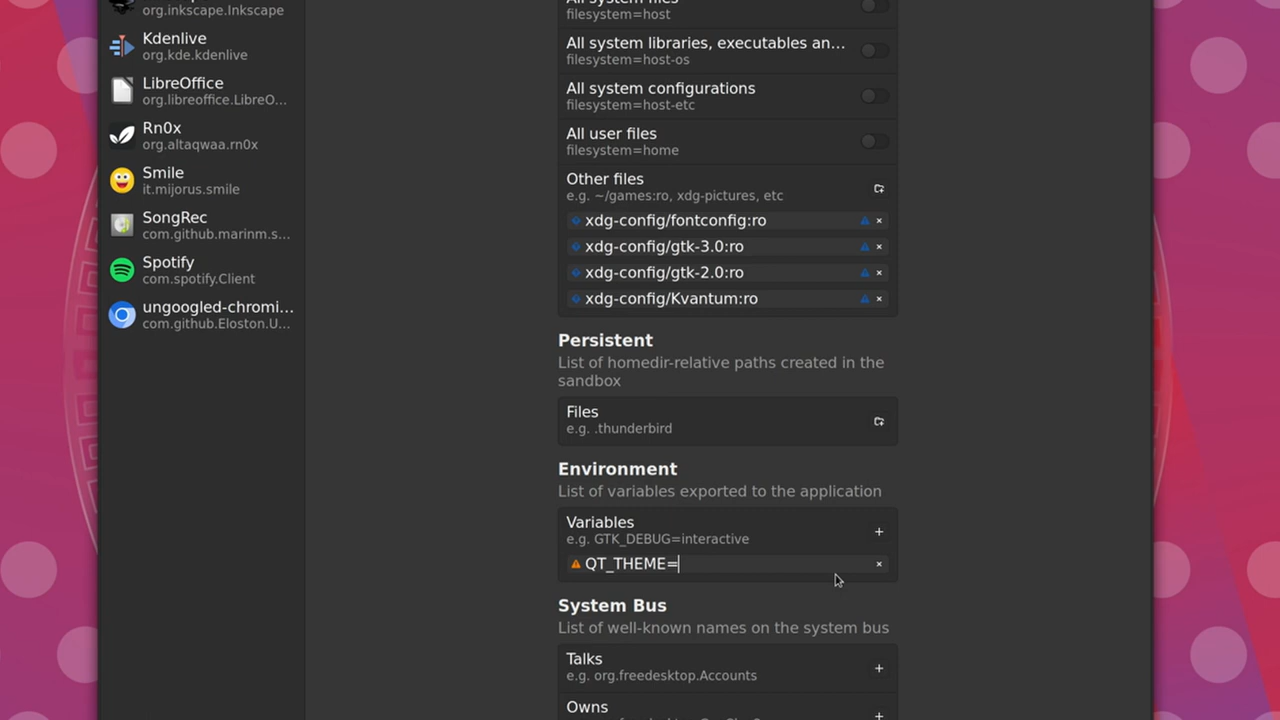 org.inkscape.Inkscape
Kdenlive
org.kde.kdenlive
LibreOffice
org.libreoffice.LibreO...
Rn0x
org.altaqwaa.rn0x
Smile
it.mijorus.smile
SongRec
com.github.marinm.s...
Spotify
com.spotify.Client
ungoogled-chromi...
com.github.Eloston.U...
All system files
filesystem=host
All system libraries, executables an...
filesystem=host-os
All system configurations
filesystem=host-etc
All user files
filesystem=home
Other files
e.g. ~/games:ro, xdg-pictures, etc
xdg-config/fontconfig:ro
xdg-config/gtk-3.0:ro
xdg-config/gtk-2.0:ro
xdg-config/Kvantum:ro
Persistent
List of homedir-relative paths created in the
sandbox
Files
e.g. .thunderbird
Environment
List of variables exported to the application
Variables
e.g. GTK_DEBUG=interactive
QT_THEME=
System Bus
List of well-known names on the system bus
Talks
e.g. org.freedesktop.Accounts
Owns